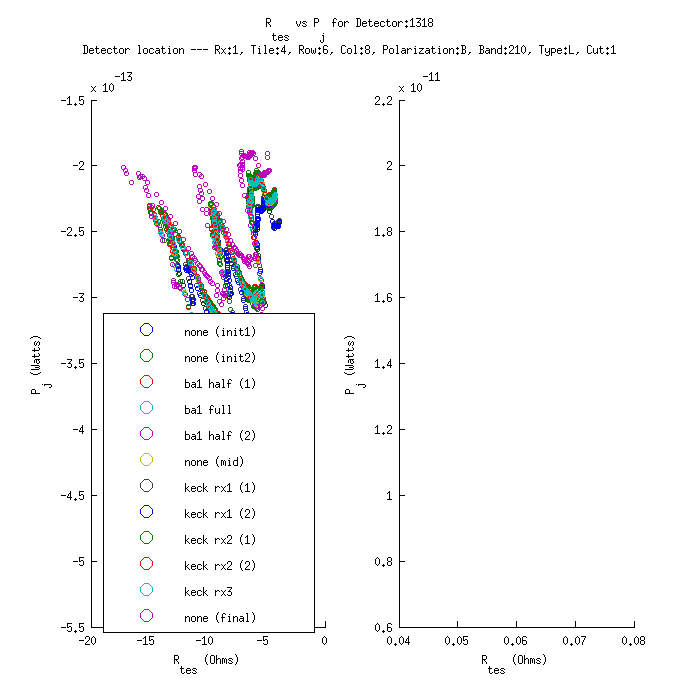 R    vs P  for Detector:1318
tes     j
Detector location --- Rx:1, Tile:4, Row:6, Col:8, Polarization:B, Band:210, Type:L, Cut:1
x 10-13
x 10-11
-1.5
-2
-2.5
-3
-3.5
-4
-4.5
-5
-5.5
P (Watts)
j
none (init1)
none (init2)
ba1 half (1)
ba1 full
ba1 half (2)
none (mid)
keck rx1 (1)
keck rx1 (2)
keck rx2 (1)
keck rx2 (2)
keck rx3
none (final)
-20 -15 -10 -5 0
R    (Ohms)
tes
2.2
2
1.8
1.6
1.4
1.2
1
0.8
0.6
P (Watts)
j
0.04 0.05 0.06 0.07 0.08
R    (Ohms)
tes